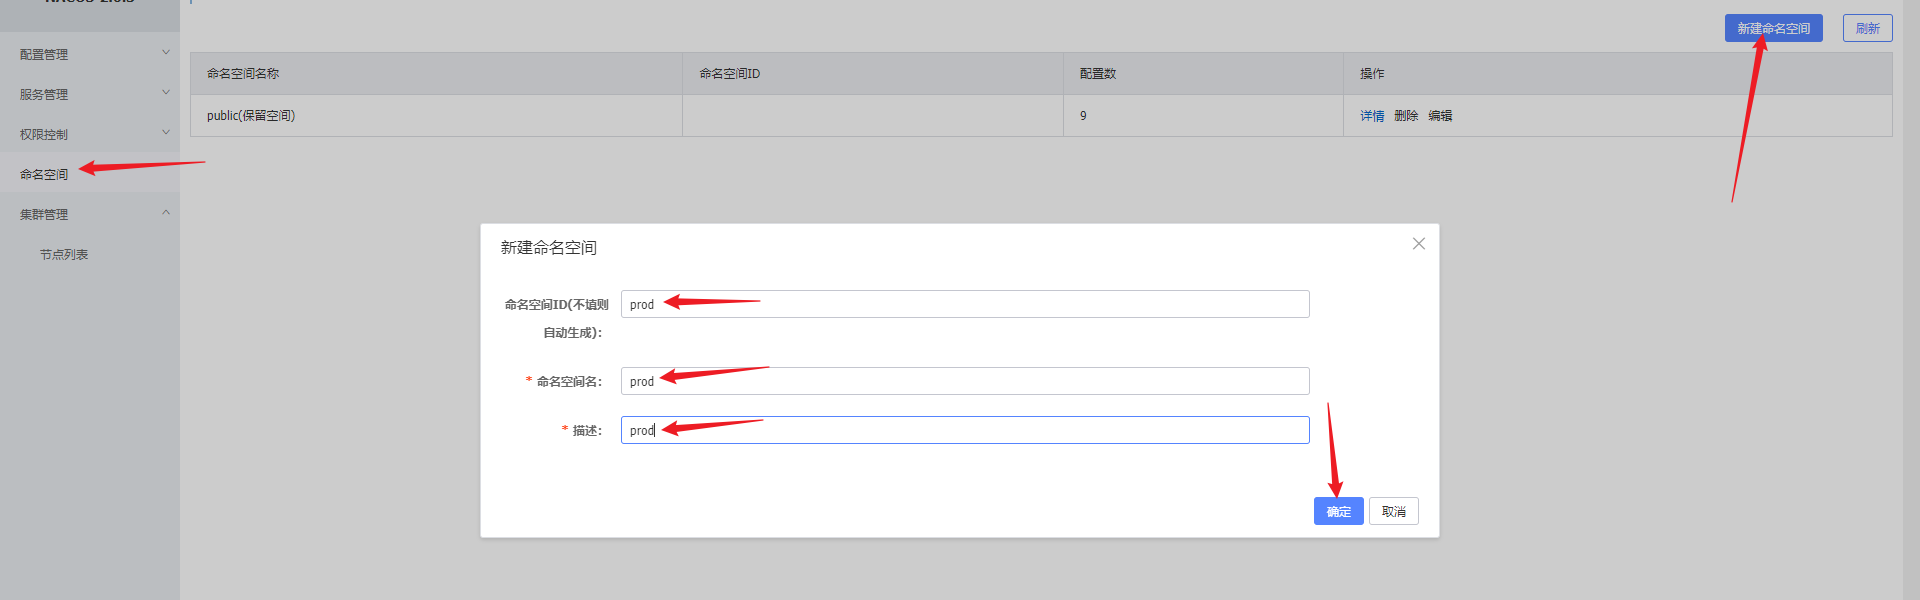 新建命名空间 刷新
配置管理
服务管理
权限控制
命名空间
集群管理
节点列表
命名空间名称 命名空间ID 配置数 操作
public(保留空间) 9 详情 删除 编辑
新建命名空间
命名空间ID(不填则
自动生成): prod
* 命名空间名: prod
* 描述: prod
确定 取消